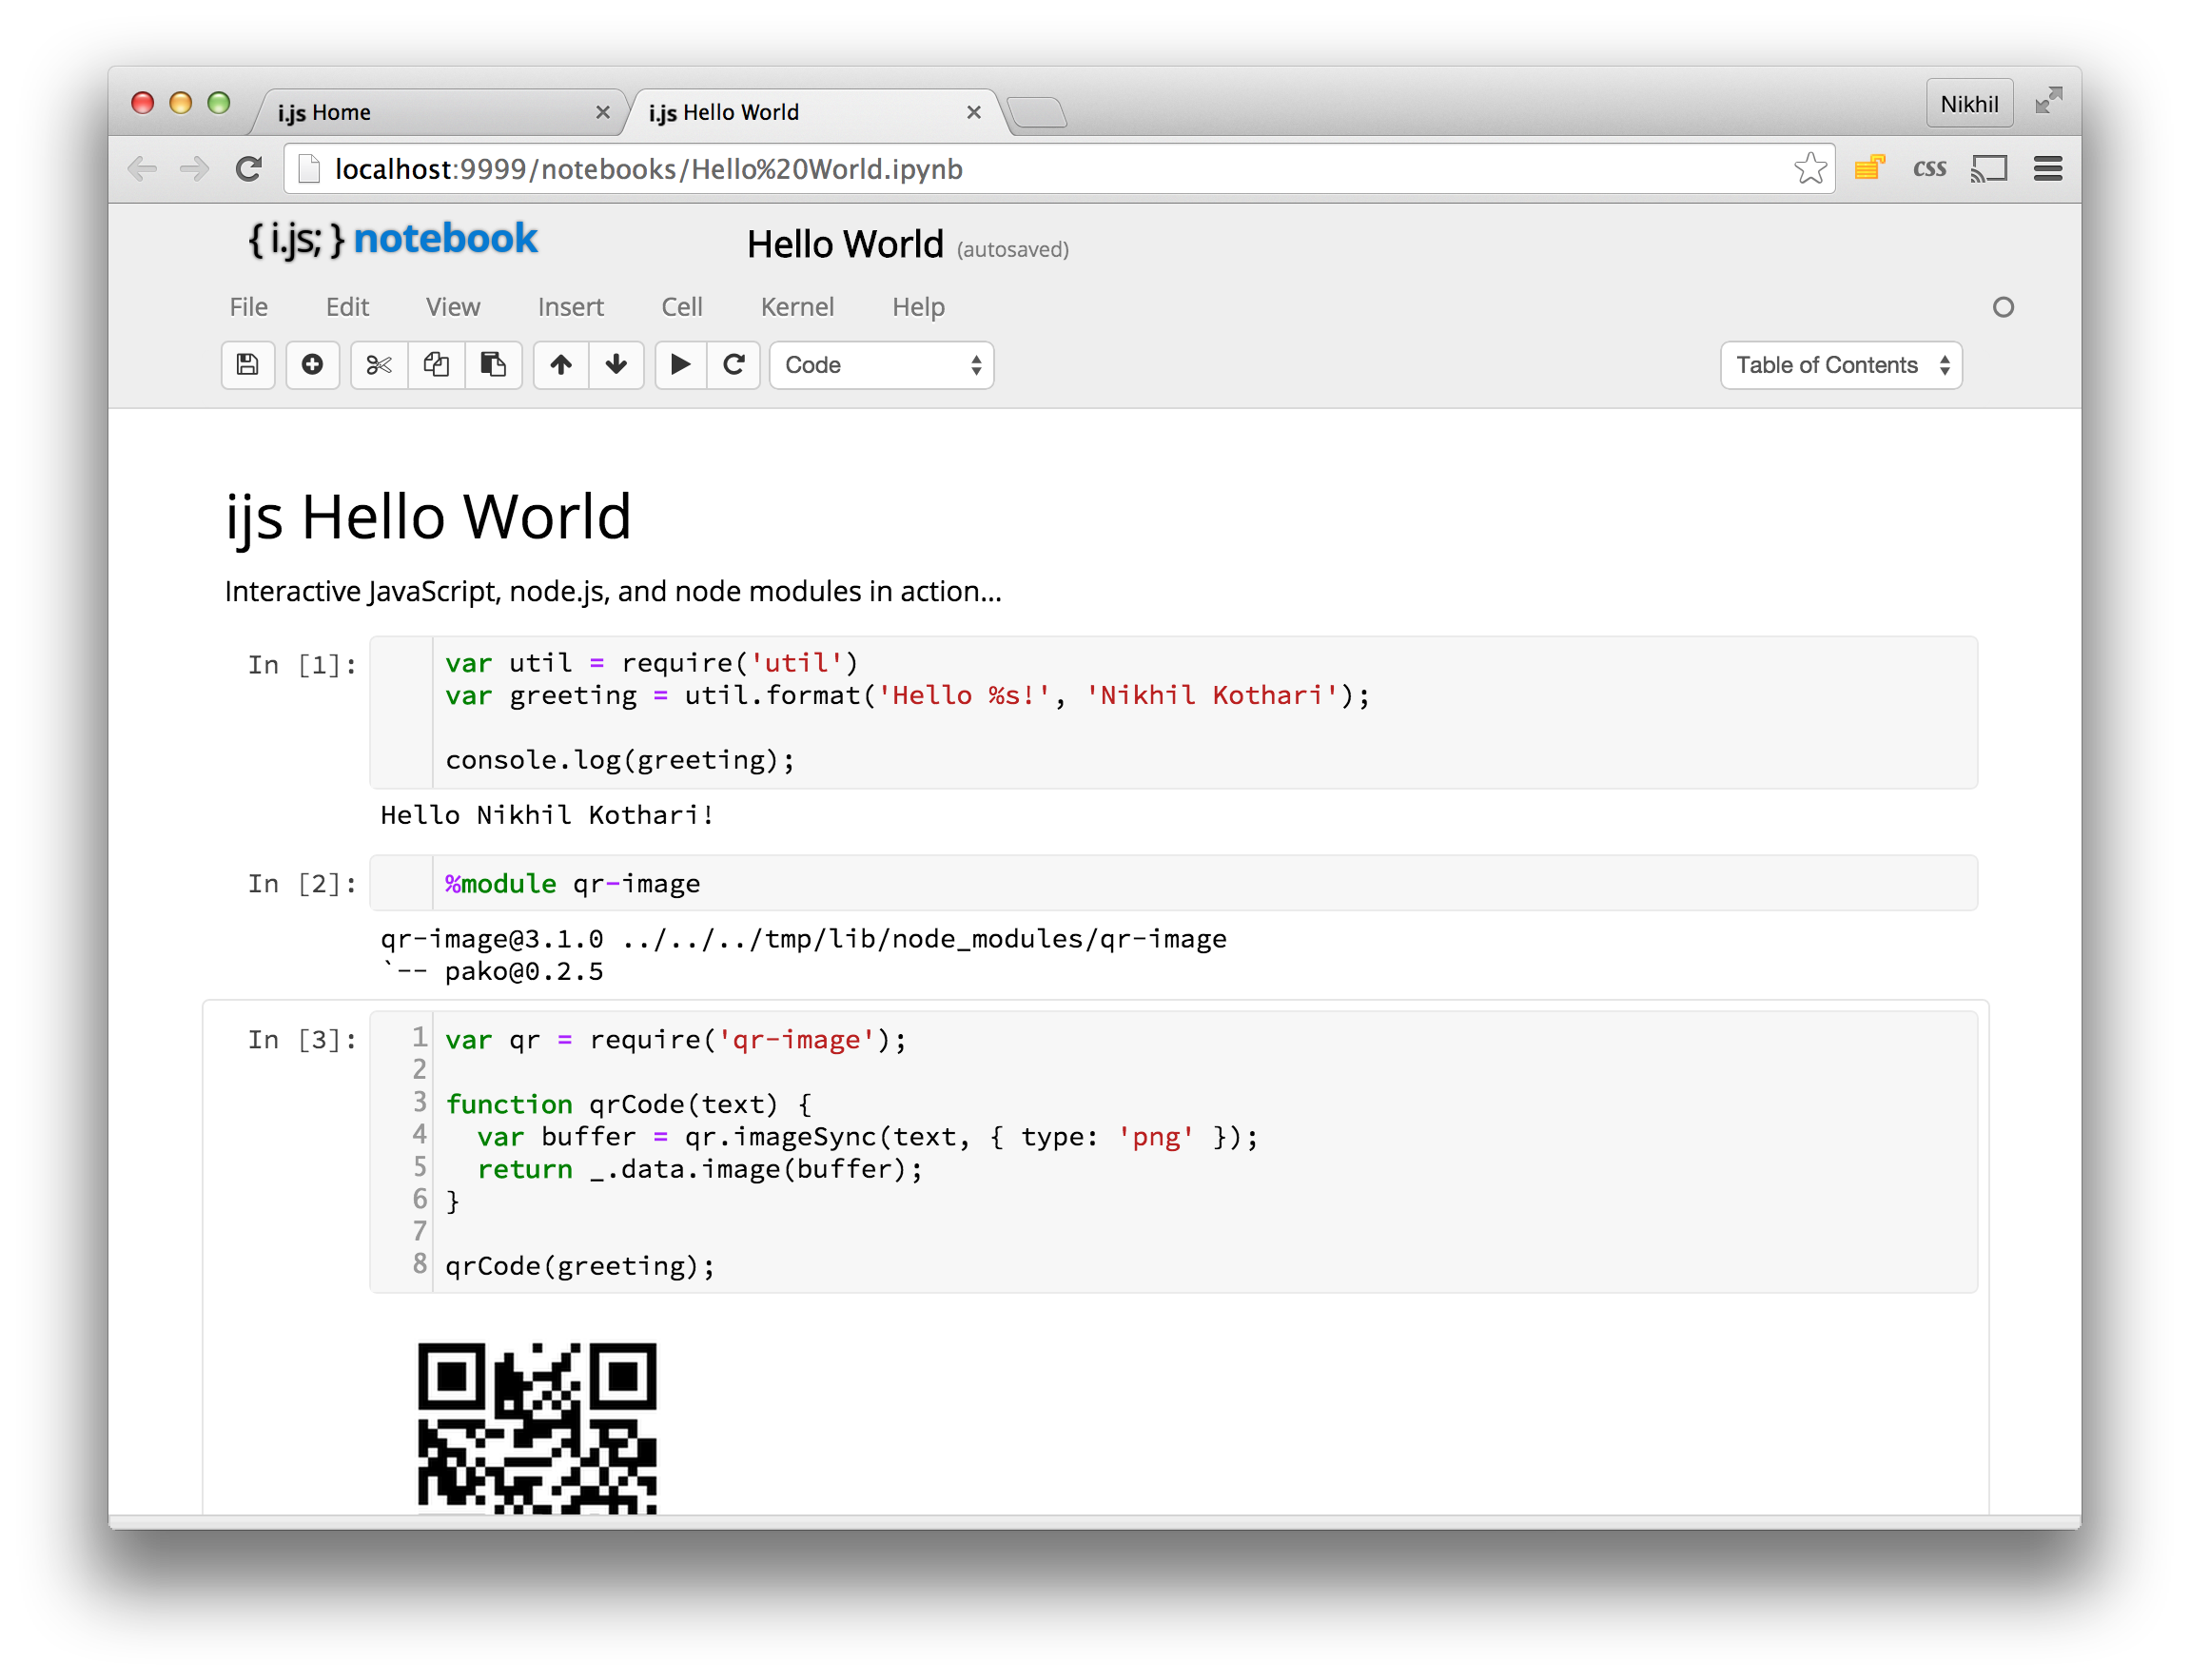 i.js Home
i.js Hello World
Nikhil
localhost:9999/notebooks/Hello%20World.ipynb
css
{ i.js; } notebook
Hello World (autosaved)
File Edit View Insert Cell Kernel Help
Code
Table of Contents
ijs Hello World
Interactive JavaScript, node.js, and node modules in action...
In [1]:
var util = require('util')
var greeting = util.format('Hello %s!', 'Nikhil Kothari');
console.log(greeting);
Hello Nikhil Kothari!
In [2]:
%module qr-image
qr-image@3.1.0 ../../../tmp/lib/node_modules/qr-image
`-- pako@0.2.5
In [3]:
1 var qr = require('qr-image');
2
3 function qrCode(text) {
4   var buffer = qr.imageSync(text, { type: 'png' });
5   return _.data.image(buffer);
6 }
7
8 qrCode(greeting);